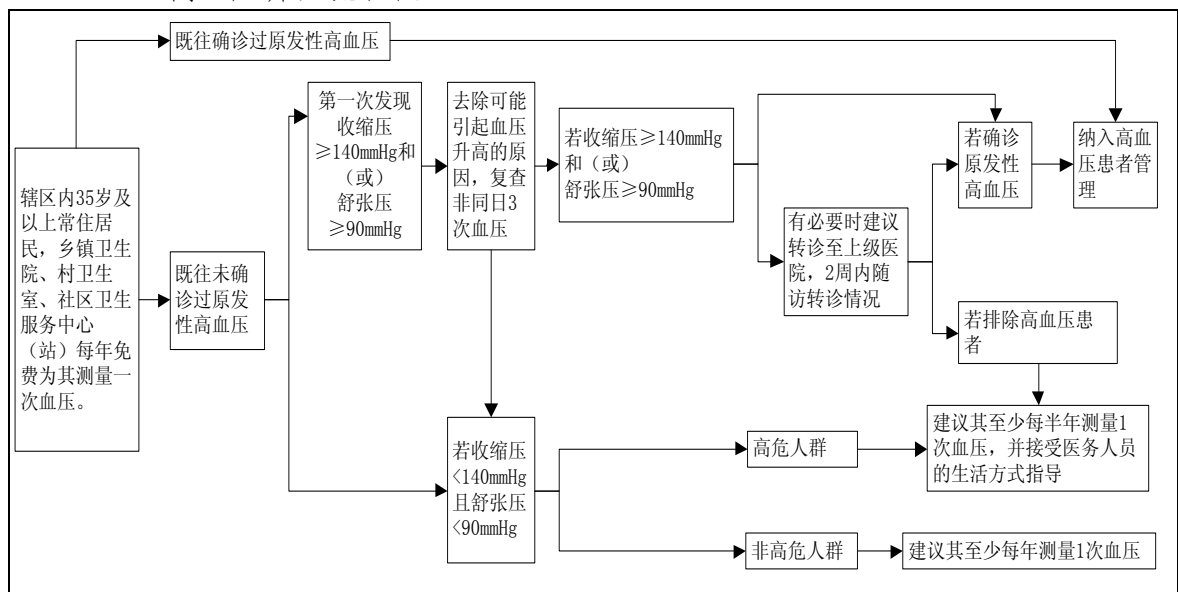 既往确诊过原发性高血压
第一次发现
收缩压
≥140mmHg和
（或）
舒张压
≥90mmHg
去除可能
引起血压
升高的原
因，复查
非同日3
次血压
若收缩压≥140mmHg
和（或）
舒张压≥90mmHg
若确诊
原发性
高血压
纳入高血
压患者管
理
辖区内35岁及
以上常住居
民，乡镇卫生
院、村卫生
室、社区卫生
服务中心
（站）每年免
费为其测量一
次血压。
既往未确
诊过原发
性高血压
有必要时建议
转诊至上级医
院，2周内随
访转诊情况
若排除高血压患
者
若收缩压
<140mmHg
且舒张压
<90mmHg
高危人群
建议其至少每半年测量1
次血压，并接受医务人员
的生活方式指导
非高危人群
建议其至少每年测量1次血压